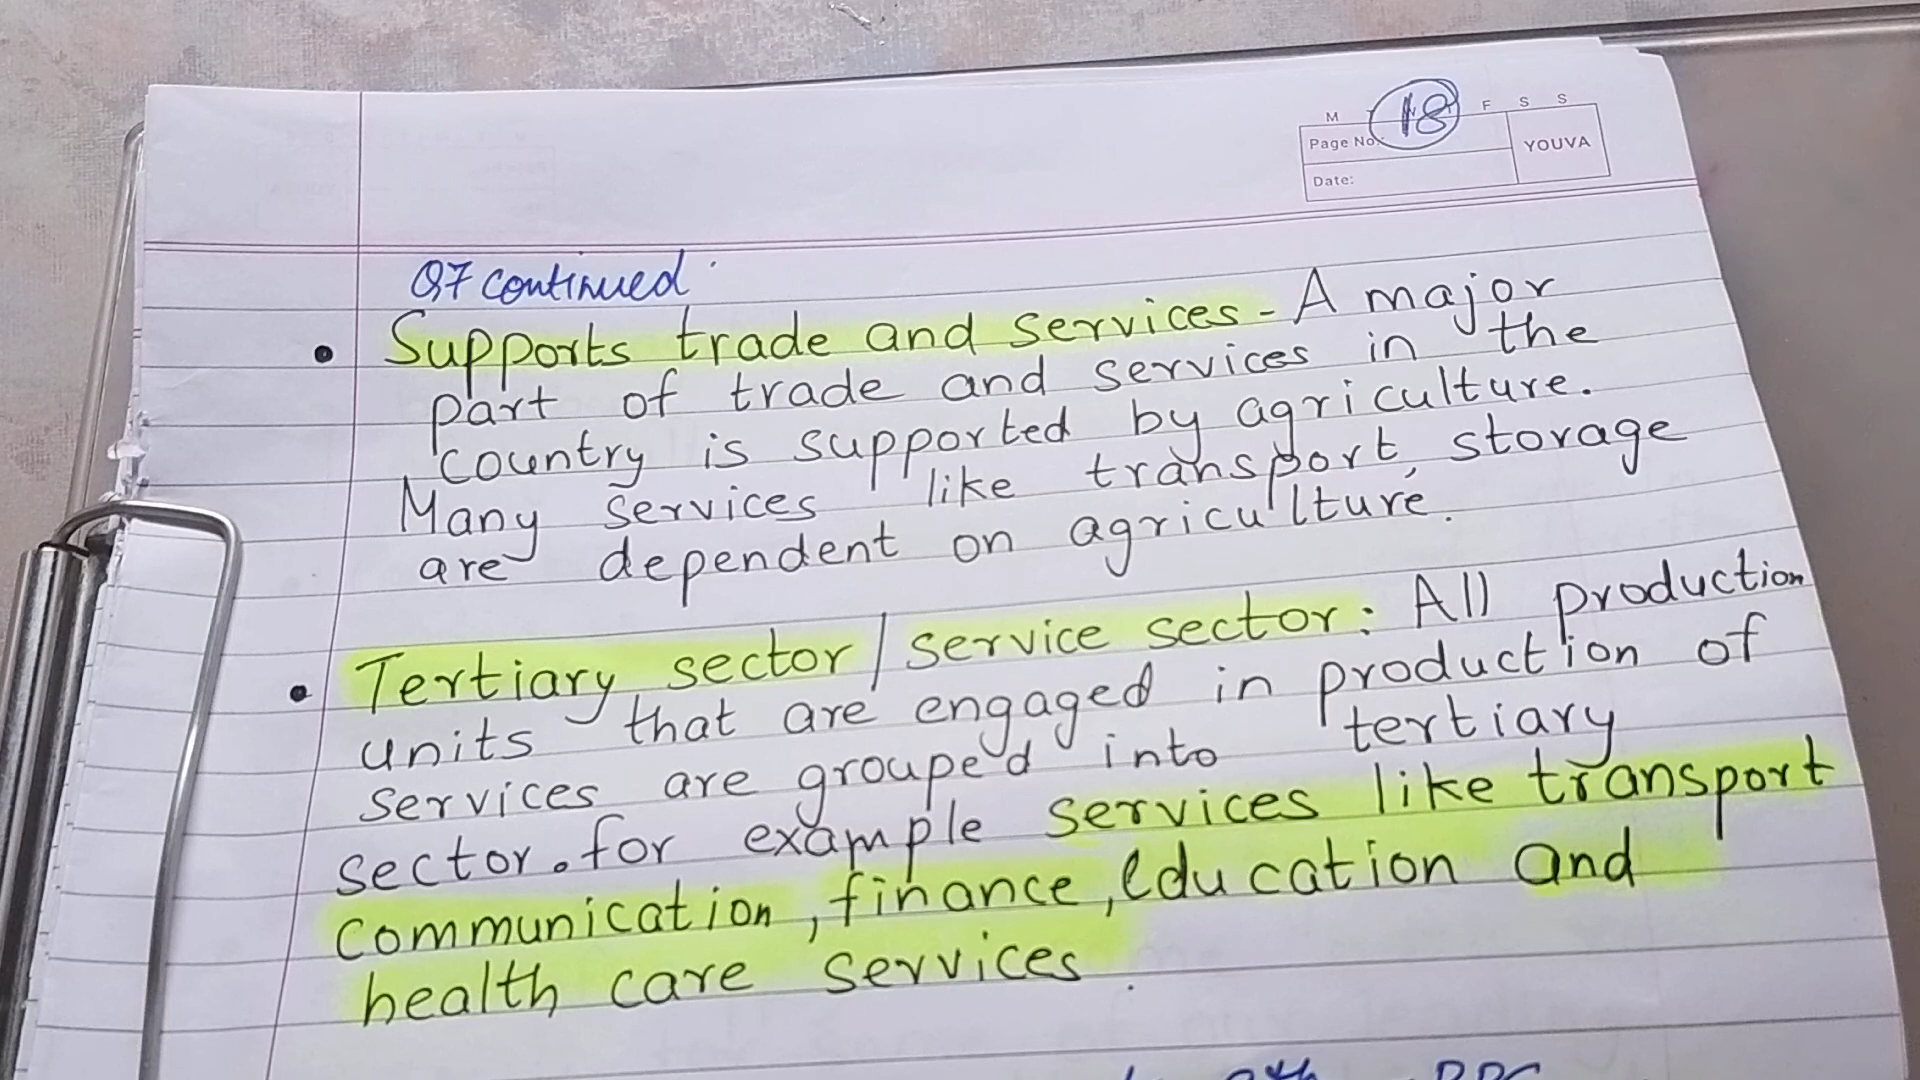 M F S S
18
Page No.:
YOUVA
Date:
Q7 continued
• Supports trade and services - A major
part of trade and services in the
country is supported by agriculture.
Many services like transport, storage
are dependent on agriculture.
• Tertiary sector/service sector: All production
units that are engaged in production of
services are grouped into tertiary
sector. for example services like transport
communication, finance, education and
health care services.